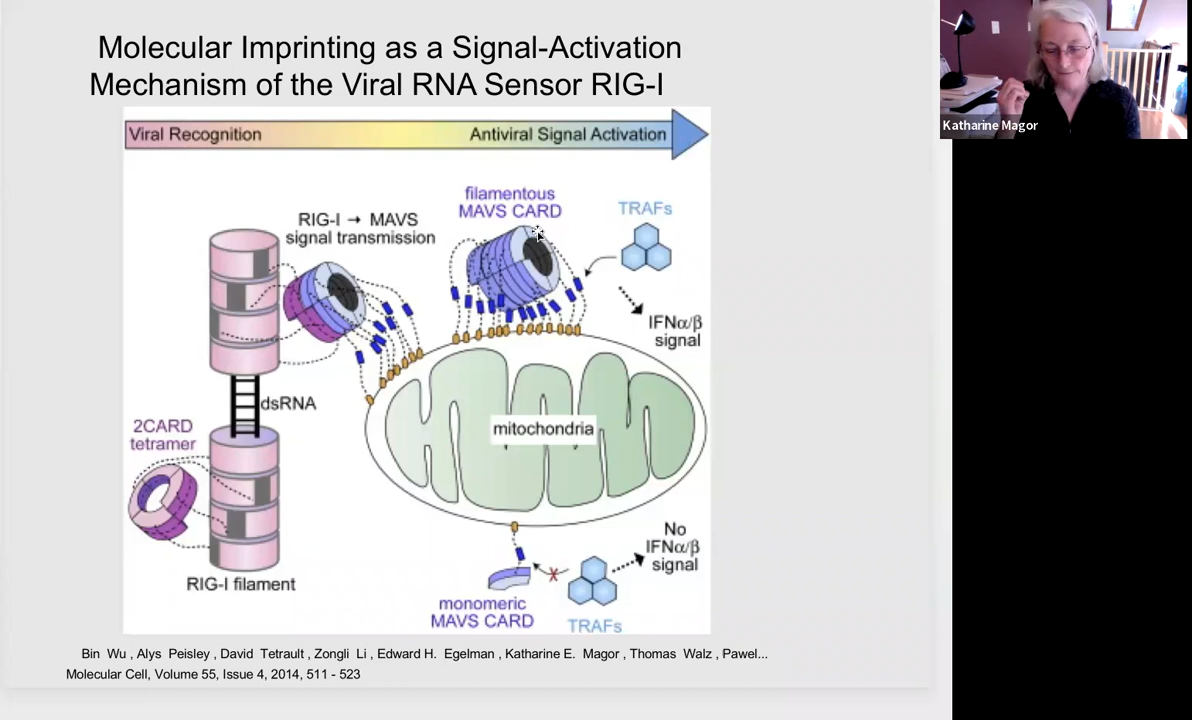 Molecular Imprinting as a Signal-Activation
Mechanism of the Viral RNA Sensor RIG-I
Katharine Magor
Viral Recognition
Antiviral Signal Activation
filamentous
MAVS CARD
TRAFs
RIG-I → MAVS
signal transmission
IFNα/β
signal
dsRNA
2CARD
tetramer
mitochondria
No
IFNα/β
signal
RIG-I filament
monomeric
MAVS CARD
TRAFs
Bin Wu , Alys Peisley , David Tetrault , Zongli Li , Edward H. Egelman , Katharine E. Magor , Thomas Walz , Pawel...
Molecular Cell, Volume 55, Issue 4, 2014, 511 - 523